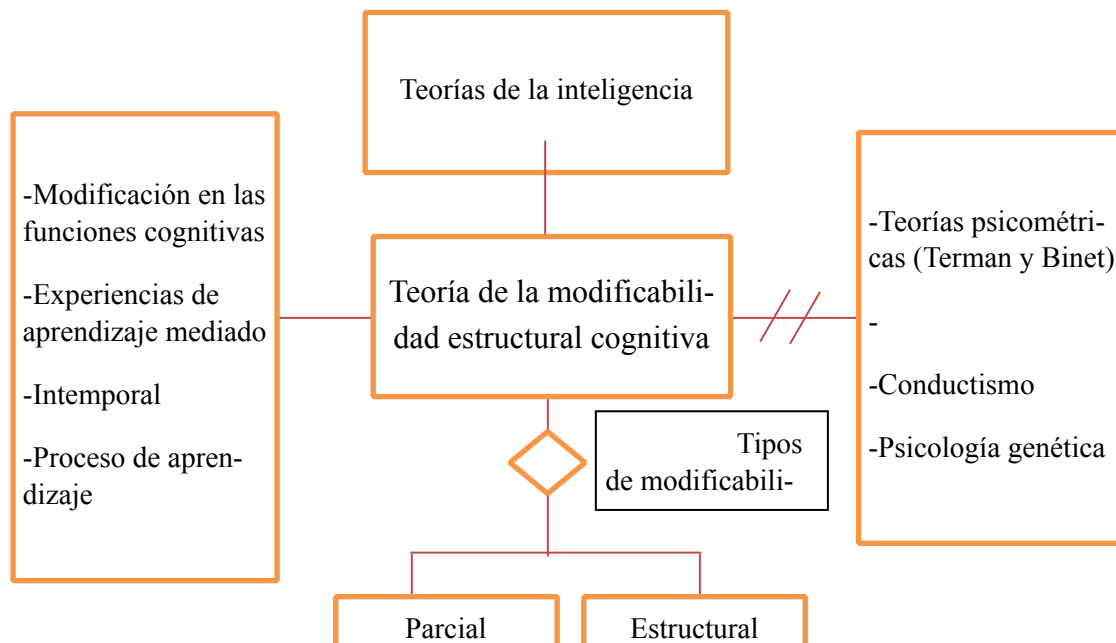 Teorías de la inteligencia
-Modificación en las
funciones cognitivas
-Experiencias de
aprendizaje mediado
-Intemporal
-Proceso de apren-
dizaje
Teoría de la modificabili-
dad estructural cognitiva
-Teorías psicométri-
cas (Terman y Binet)
-
-Conductismo
-Psicología genética
Tipos
de modificabili-
Parcial
Estructural